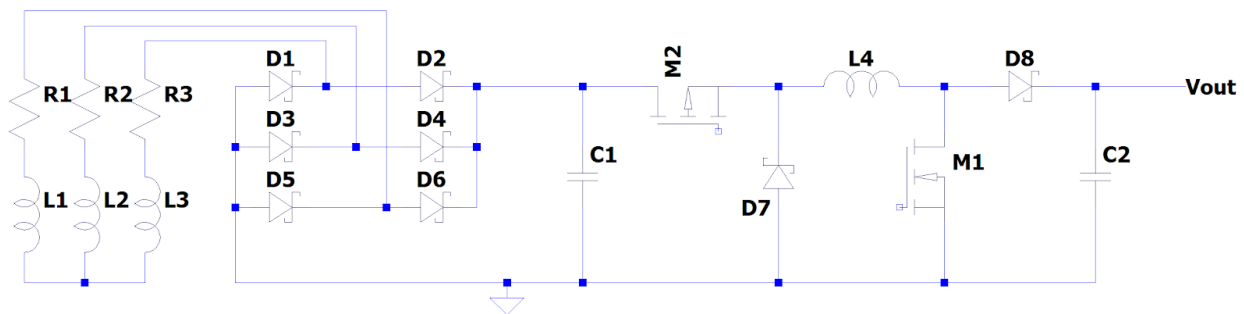 D1 D2 M2 L4 D8
R1 R2 R3 Vout
D3 D4
C1 M1 C2
D5 D6
L1 L2 L3
D7